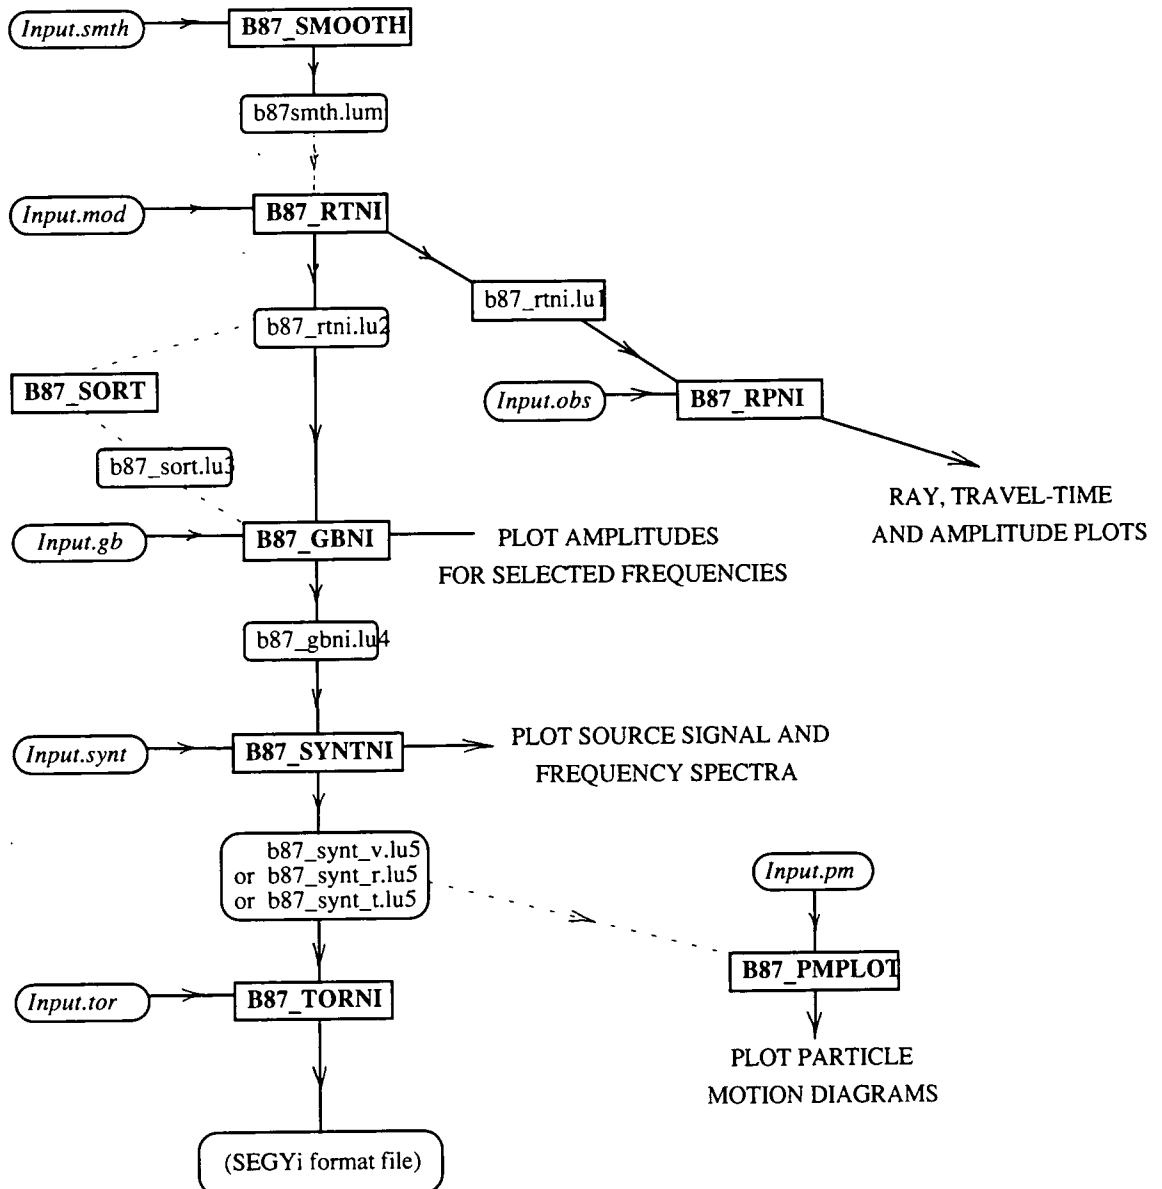 Input.smth
B87_SMOOTH
b87smth.lum
Input.mod
B87_RTNI
b87_rtni.lu1
b87_rtni.lu2
B87_SORT
Input.obs
B87_RPNI
b87_sort.lu3
RAY, TRAVEL-TIME
AND AMPLITUDE PLOTS
Input.gb
B87_GBNI
PLOT AMPLITUDES
FOR SELECTED FREQUENCIES
b87_gbni.lu4
Input.synt
B87_SYNTNI
PLOT SOURCE SIGNAL AND
FREQUENCY SPECTRA
b87_synt_v.lu5
or b87_synt_r.lu5
or b87_synt_t.lu5
Input.pm
B87_PMPLOT
Input.tor
B87_TORNI
PLOT PARTICLE
MOTION DIAGRAMS
(SEGYi format file)